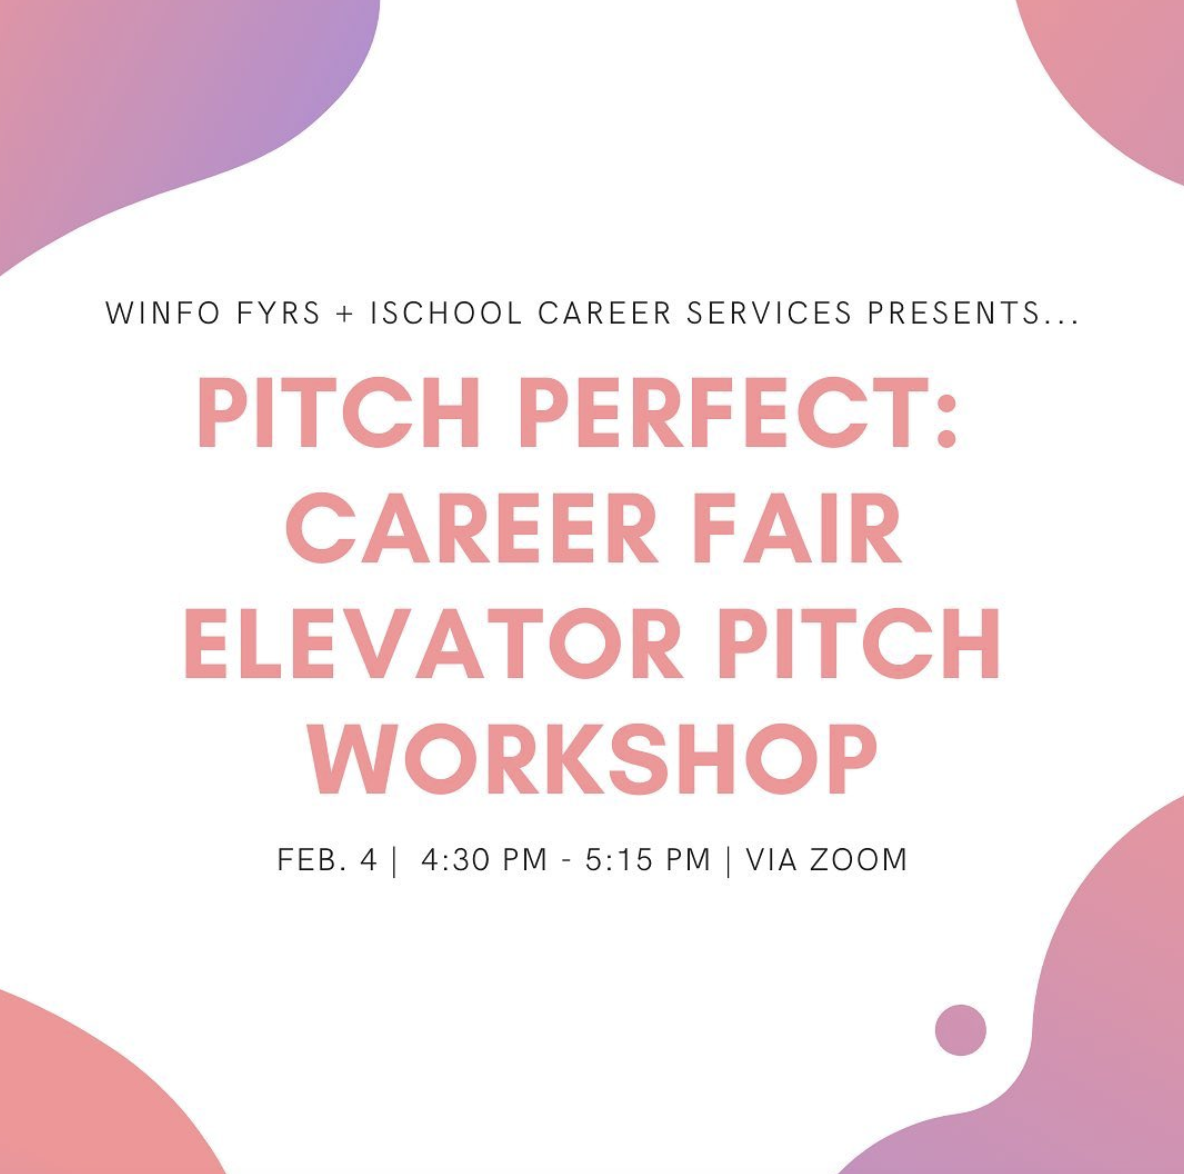 WINFO FYRS + ISCHOOL CAREER SERVICES PRESENTS...
PITCH PERFECT:
CAREER FAIR
ELEVATOR PITCH
WORKSHOP
FEB. 4 | 4:30 PM - 5:15 PM | VIA ZOOM